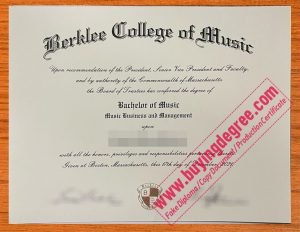 Berklee College of Music
Upon recommendation of the President, Senior Vice President and Faculty
and by authority of the Commonwealth of Massachusetts
the Board of Trustees has conferred the degree of
Bachelor of Music
Music Business and Management
upon
with all the honors, privileges and responsibilities
Given at Boston, Massachusetts, this 17th
www.buyingdegree.com
Fake Diploma/Copy Document/Production Certificate